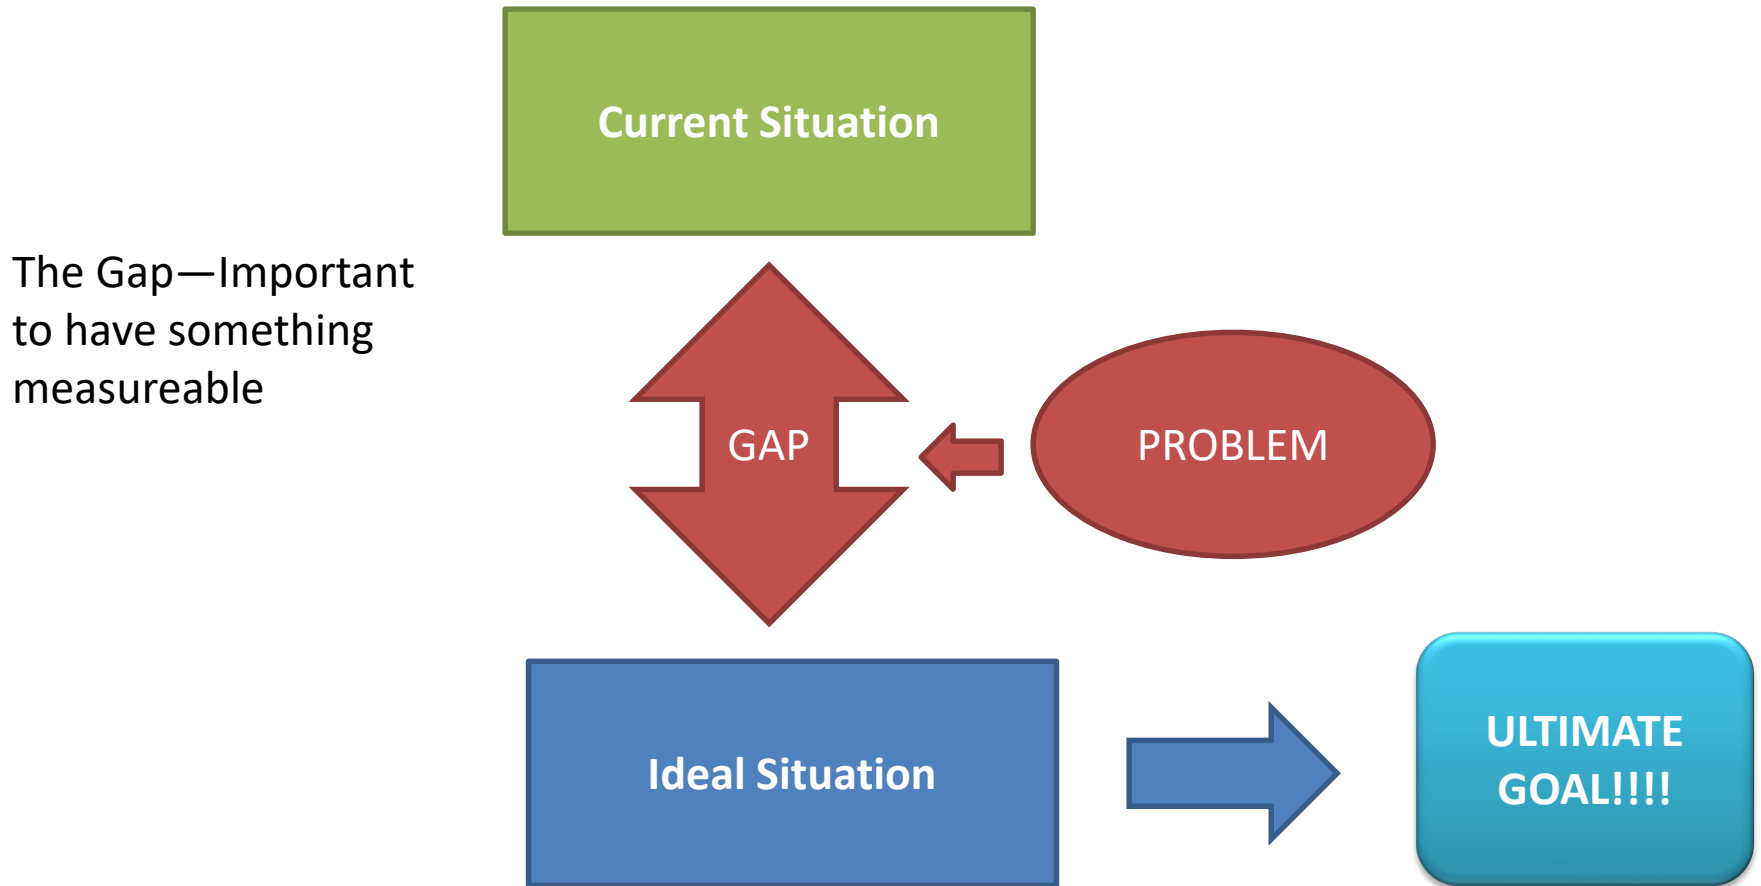 Current Situation
The Gap—Important
to have something
measureable
GAP
PROBLEM
Ideal Situation
ULTIMATE
GOAL!!!!